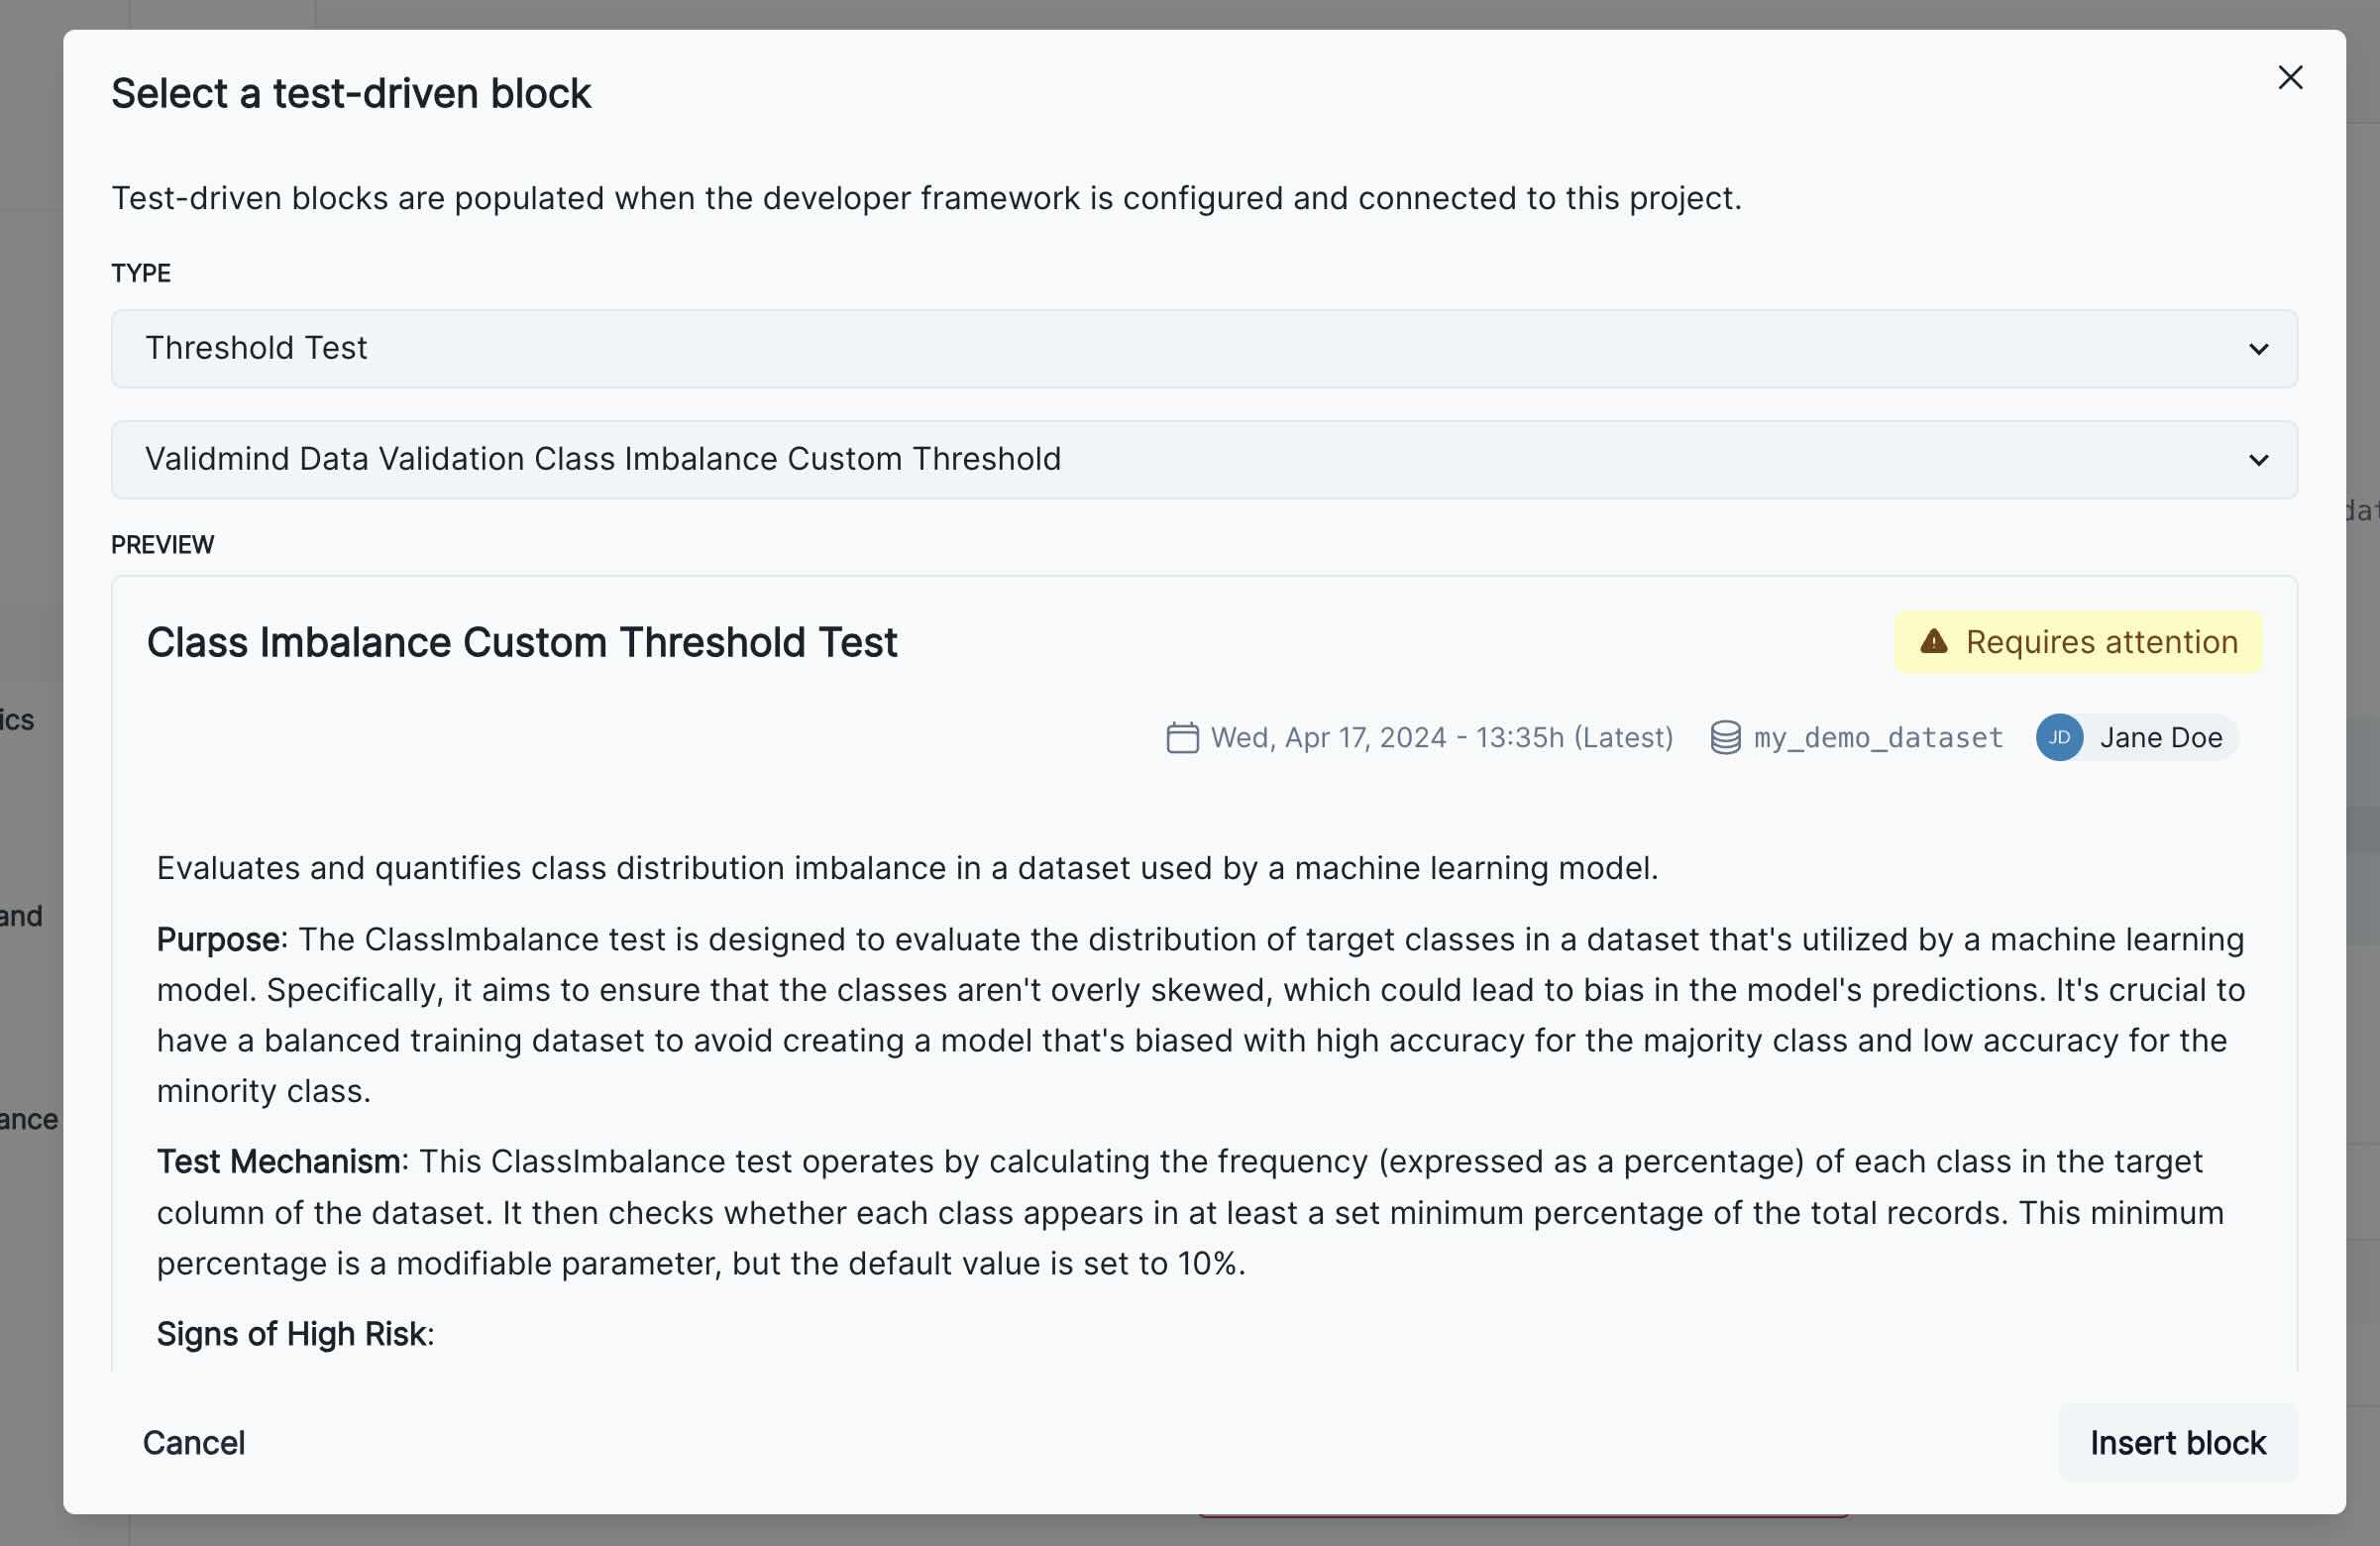 Select a test-driven block
Test-driven blocks are populated when the developer framework is configured and connected to this project.
TYPE
Threshold Test
Validmind Data Validation Class Imbalance Custom Threshold
PREVIEW
Class Imbalance Custom Threshold Test
Requires attention
Wed, Apr 17, 2024 - 13:35h (Latest) my_demo_dataset JD Jane Doe
Evaluates and quantifies class distribution imbalance in a dataset used by a machine learning model.
Purpose: The ClassImbalance test is designed to evaluate the distribution of target classes in a dataset that's utilized by a machine learning
model. Specifically, it aims to ensure that the classes aren't overly skewed, which could lead to bias in the model's predictions. It's crucial to
have a balanced training dataset to avoid creating a model that's biased with high accuracy for the majority class and low accuracy for the
minority class.
Test Mechanism: This ClassImbalance test operates by calculating the frequency (expressed as a percentage) of each class in the target
column of the dataset. It then checks whether each class appears in at least a set minimum percentage of the total records. This minimum
percentage is a modifiable parameter, but the default value is set to 10%.
Signs of High Risk:
Cancel
Insert block